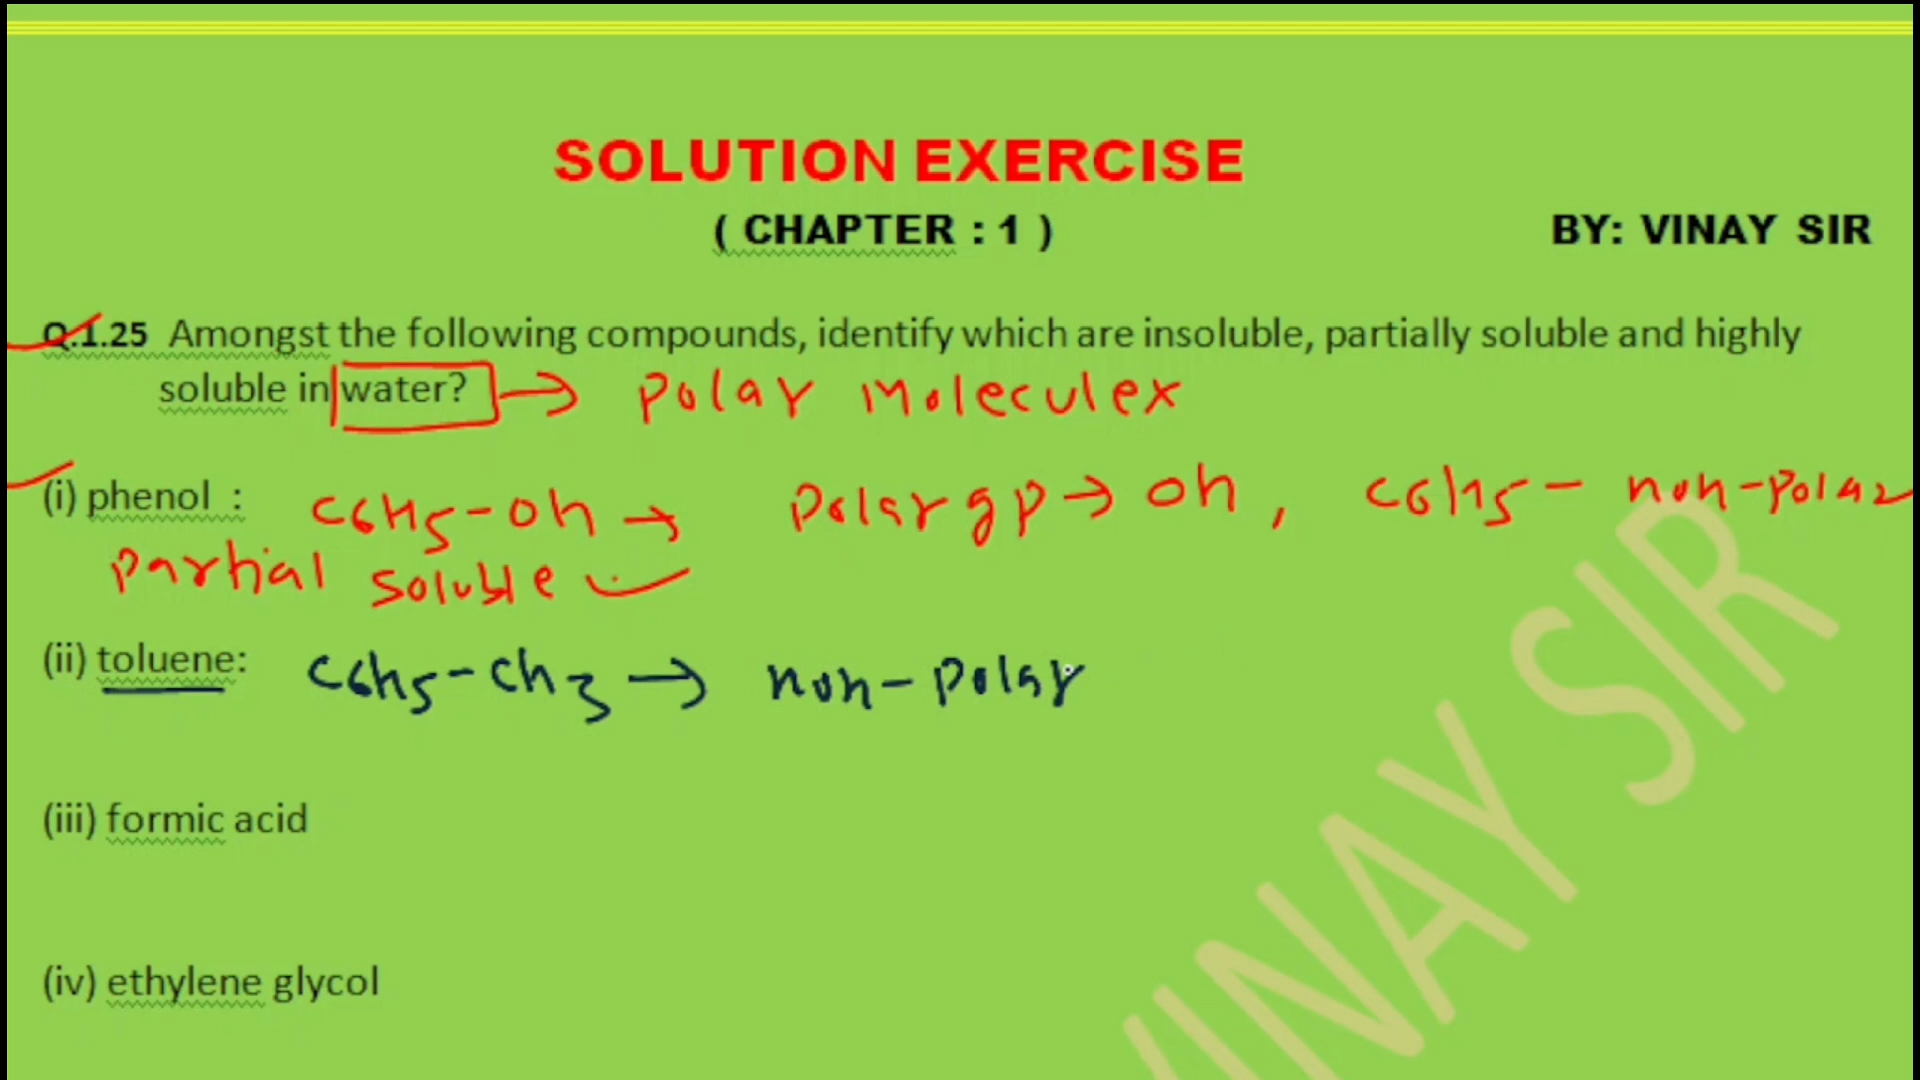 SOLUTION EXERCISE
( CHAPTER : 1 )
BY: VINAY SIR
Q.1.25 Amongst the following compounds, identify which are insoluble, partially soluble and highly
soluble in water? → Polar Molecules
(i) phenol : C6H5-OH → Polar gp → OH, C6H5 - non-Polar
Partial soluble
(ii) toluene: C6H5-CH3 → non-Polar
(iii) formic acid
(iv) ethylene glycol
VINAY SIR